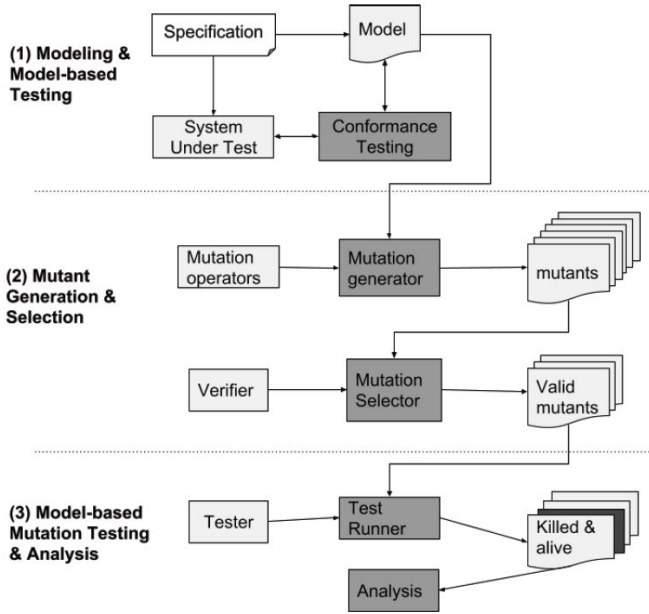 (1) Modeling &
Model-based
Testing
Specification
Model
System
Under Test
Conformance
Testing
(2) Mutant
Generation &
Selection
Mutation
operators
Mutation
generator
mutants
Verifier
Mutation
Selector
Valid
mutants
(3) Model-based
Mutation Testing
& Analysis
Tester
Test
Runner
Killed &
alive
Analysis